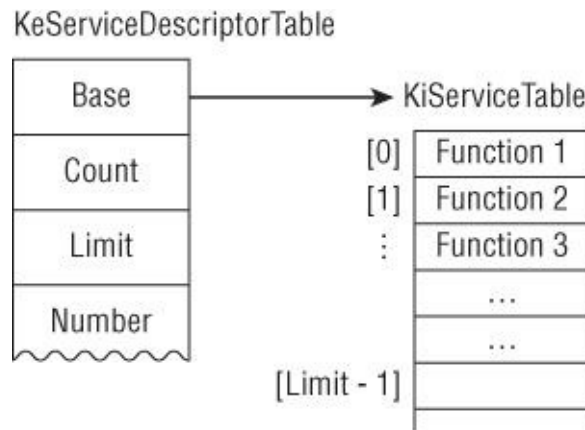 KeServiceDescriptorTable
Base
KiServiceTable
Count
[0] Function 1
[1] Function 2
⋮ Function 3
Limit
...
Number
...
[Limit - 1]